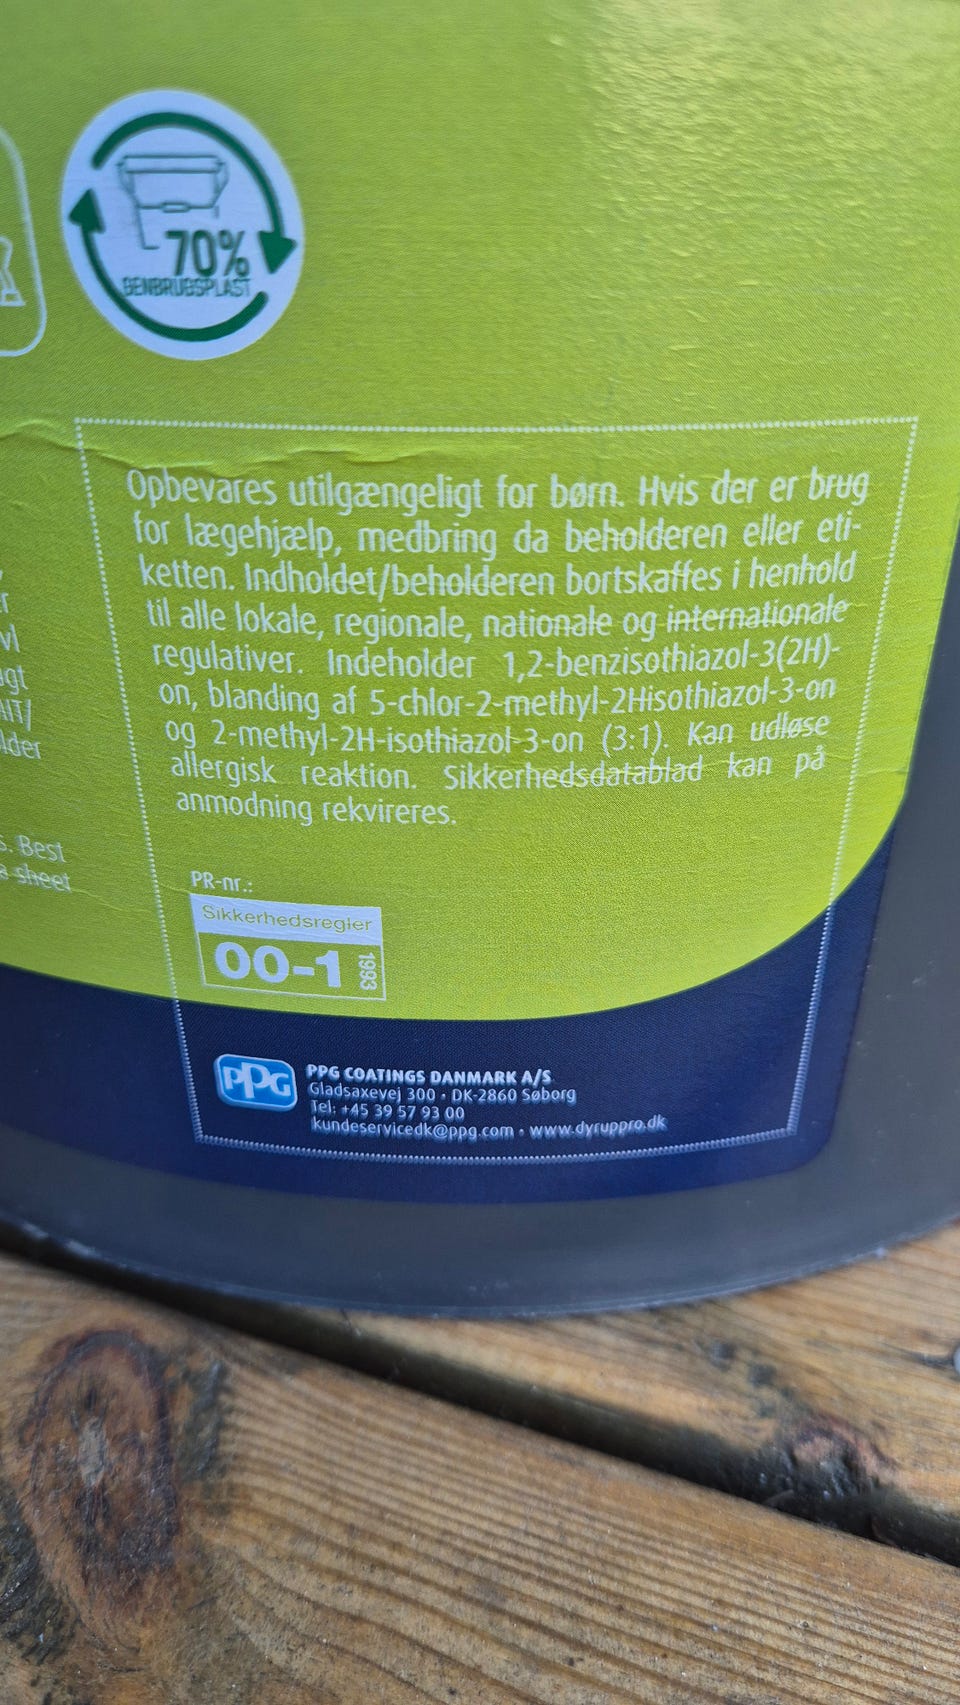 70%
GENBRUGSPLAST
Opbevares utilgængeligt for børn. Hvis der er brug
for lægehjælp, medbring da beholderen eller eti-
ketten. Indholdet/beholderen bortskaffes i henhold
til alle lokale, regionale, nationale og internationale
regulativer. Indeholder 1,2-benzisothiazol-3(2H)-
on, blanding af 5-chlor-2-methyl-2Hisothiazol-3-on
og 2-methyl-2H-isothiazol-3-on (3:1). Kan udløse
allergisk reaktion. Sikkerhedsdatablad kan på
anmodning rekvireres.
s. Best
sheet
PR-nr.:
Sikkerhedsregler
00-1 1993
PPG
PPG COATINGS DANMARK A/S
Gladsaxevej 300 · DK-2860 Søborg
Tel: +45 39 57 93 00
kundeservicedk@ppg.com · www.dyruppro.dk